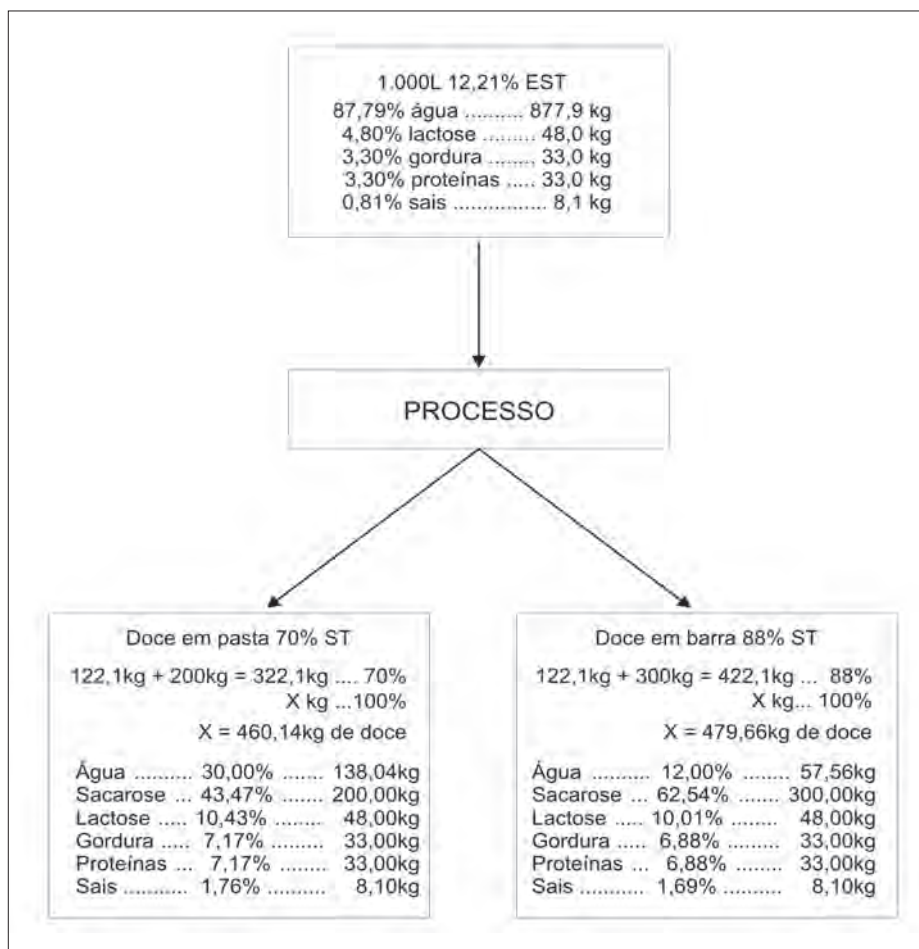 1.000L 12,21% EST
87,79% água .......... 877,9 kg
4,80% lactose ......... 48,0 kg
3,30% gordura ........ 33,0 kg
3,30% proteínas ..... 33,0 kg
0,81% sais ................ 8,1 kg
PROCESSO
Doce em pasta 70% ST
122,1kg + 200kg = 322,1kg .... 70%
X kg ...100%
X = 460,14kg de doce
Água .......... 30,00% ....... 138,04kg
Sacarose ... 43,47% ....... 200,00kg
Lactose ..... 10,43% ........ 48,00kg
Gordura ..... 7,17% ........ 33,00kg
Proteínas ... 7,17% ........ 33,00kg
Sais ........... 1,76% .......... 8,10kg
Doce em barra 88% ST
122,1kg + 300kg = 422,1kg ... 88%
X kg... 100%
X = 479,66kg de doce
Água .......... 12,00% ......... 57,56kg
Sacarose ... 62,54% ....... 300,00kg
Lactose ..... 10,01% ........ 48,00kg
Gordura ..... 6,88% ........ 33,00kg
Proteínas ... 6,88% ........ 33,00kg
Sais ........... 1,69% .......... 8,10kg